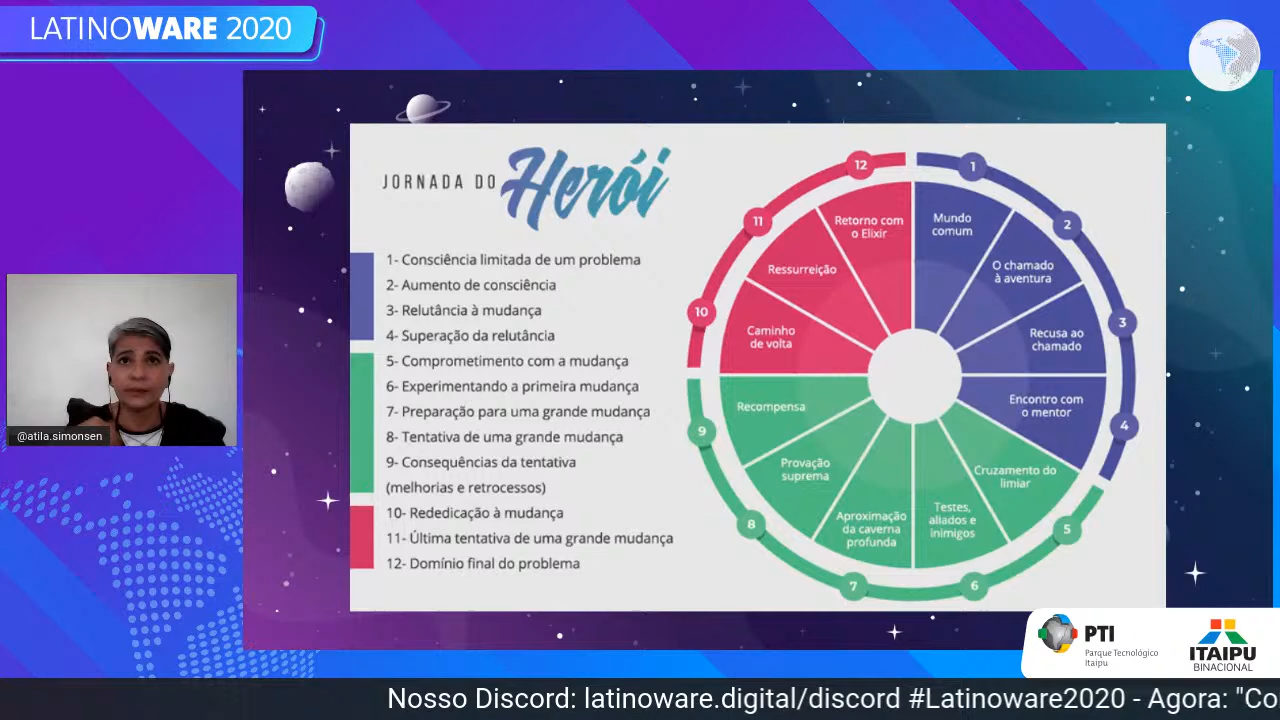 LATINOWARE 2020
JORNADA DO Herói
1- Consciência limitada de um problema
2- Aumento de consciência
3- Relutância à mudança
4- Superação da relutância
5- Comprometimento com a mudança
6- Experimentando a primeira mudança
7- Preparação para uma grande mudança
8- Tentativa de uma grande mudança
9- Consequências da tentativa
(melhorias e retrocessos)
10- Rededicação à mudança
11- Última tentativa de uma grande mudança
12- Domínio final do problema
1
Mundo
comum
2
O chamado
à aventura
3
Recusa ao
chamado
4
Encontro com
o mentor
5
Cruzamento do
limiar
6
Testes,
aliados e
inimigos
7
Aproximação
da caverna
profunda
8
Provação
suprema
9
Recompensa
10
Caminho
de volta
11
Ressurreição
12
Retorno com
o Elixir
@atila.simonsen
PTI
Parque Tecnológico
Itaipu
ITAIPU
BINACIONAL
Nosso Discord: latinoware.digital/discord #Latinoware2020 - Agora: "Co